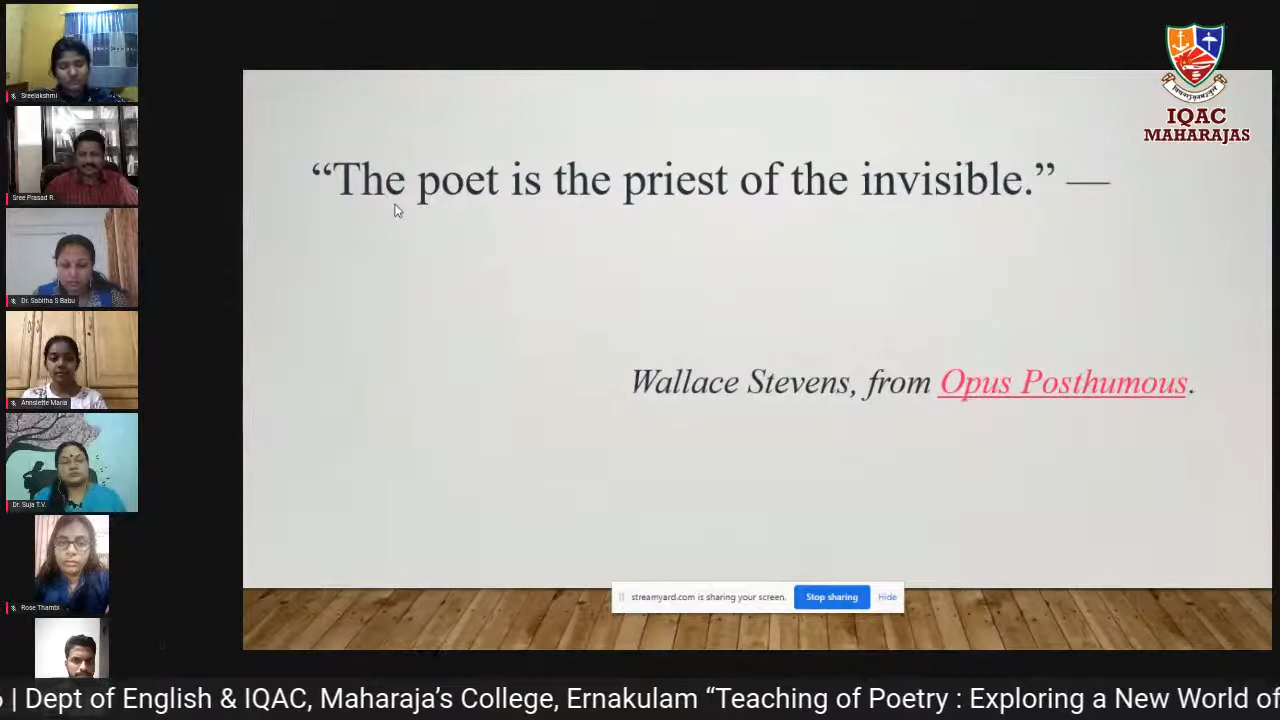 Sreelakshmi
Sree Prasad R.
Dr. Sabitha S Babu
Annslette Maria
Dr. Suja T.V.
Rose Thambi
IQAC
MAHARAJAS
“The poet is the priest of the invisible.” —
Wallace Stevens, from Opus Posthumous.
streamyard.com is sharing your screen. Stop sharing Hide
| Dept of English & IQAC, Maharaja’s College, Ernakulam “Teaching of Poetry : Exploring a New World of